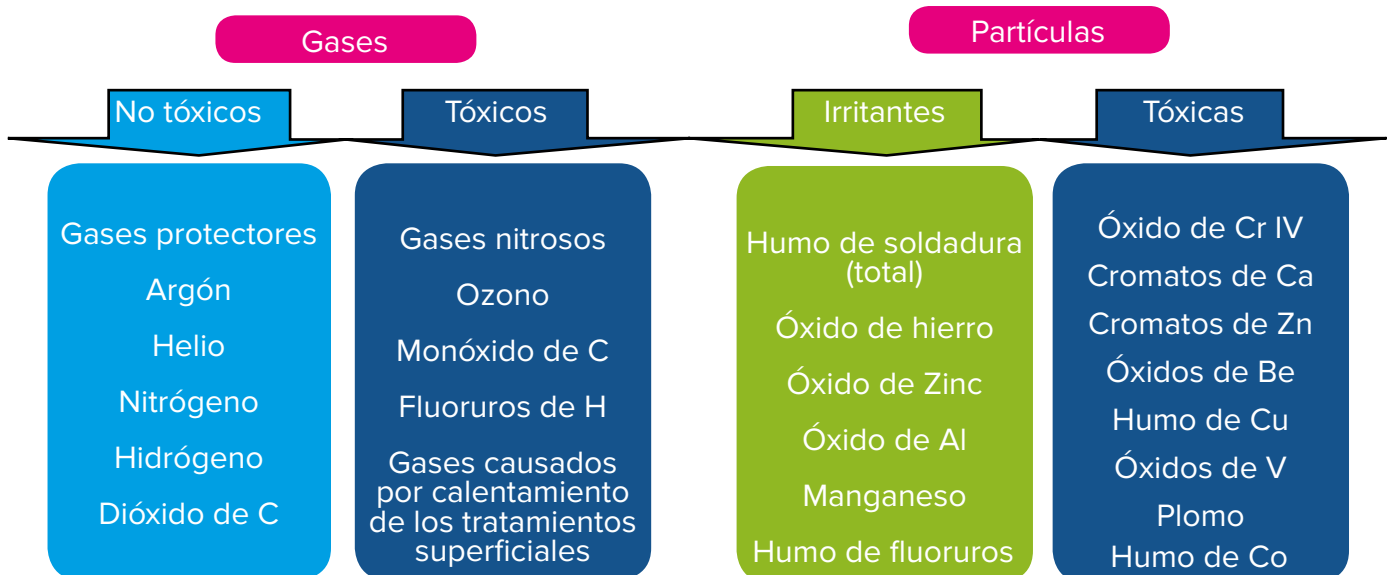 Gases
No tóxicos
Gases protectores
Argón
Helio
Nitrógeno
Hidrógeno
Dióxido de C
Tóxicos
Gases nitrosos
Ozono
Monóxido de C
Fluoruros de H
Gases causados
por calentamiento
de los tratamientos
superficiales
Partículas
Irritantes
Humo de soldadura
(total)
Óxido de hierro
Óxido de Zinc
Óxido de Al
Manganeso
Humo de fluoruros
Tóxicas
Óxido de Cr IV
Cromatos de Ca
Cromatos de Zn
Óxidos de Be
Humo de Cu
Óxidos de V
Plomo
Humo de Co